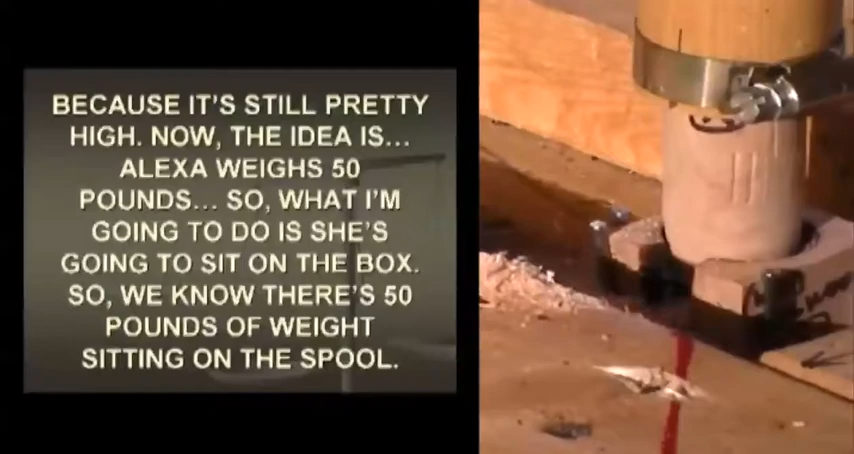 BECAUSE IT'S STILL PRETTY
HIGH. NOW, THE IDEA IS...
ALEXA WEIGHS 50
POUNDS... SO, WHAT I'M
GOING TO DO IS SHE'S
GOING TO SIT ON THE BOX.
SO, WE KNOW THERE'S 50
POUNDS OF WEIGHT
SITTING ON THE SPOOL.